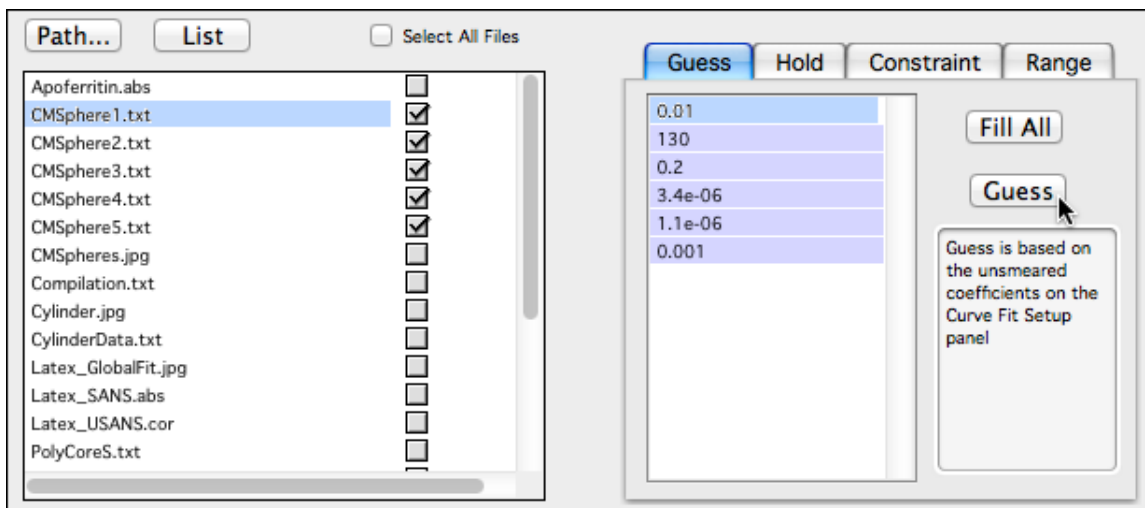 Path...
List
Select All Files
Apoferritin.abs
CMSphere1.txt
CMSphere2.txt
CMSphere3.txt
CMSphere4.txt
CMSphere5.txt
CMSpheres.jpg
Compilation.txt
Cylinder.jpg
CylinderData.txt
Latex_GlobalFit.jpg
Latex_SANS.abs
Latex_USANS.cor
PolyCoreS.txt
Guess
Hold
Constraint
Range
0.01
130
0.2
3.4e-06
1.1e-06
0.001
Fill All
Guess
Guess is based on
the unsmeared
coefficients on the
Curve Fit Setup
panel